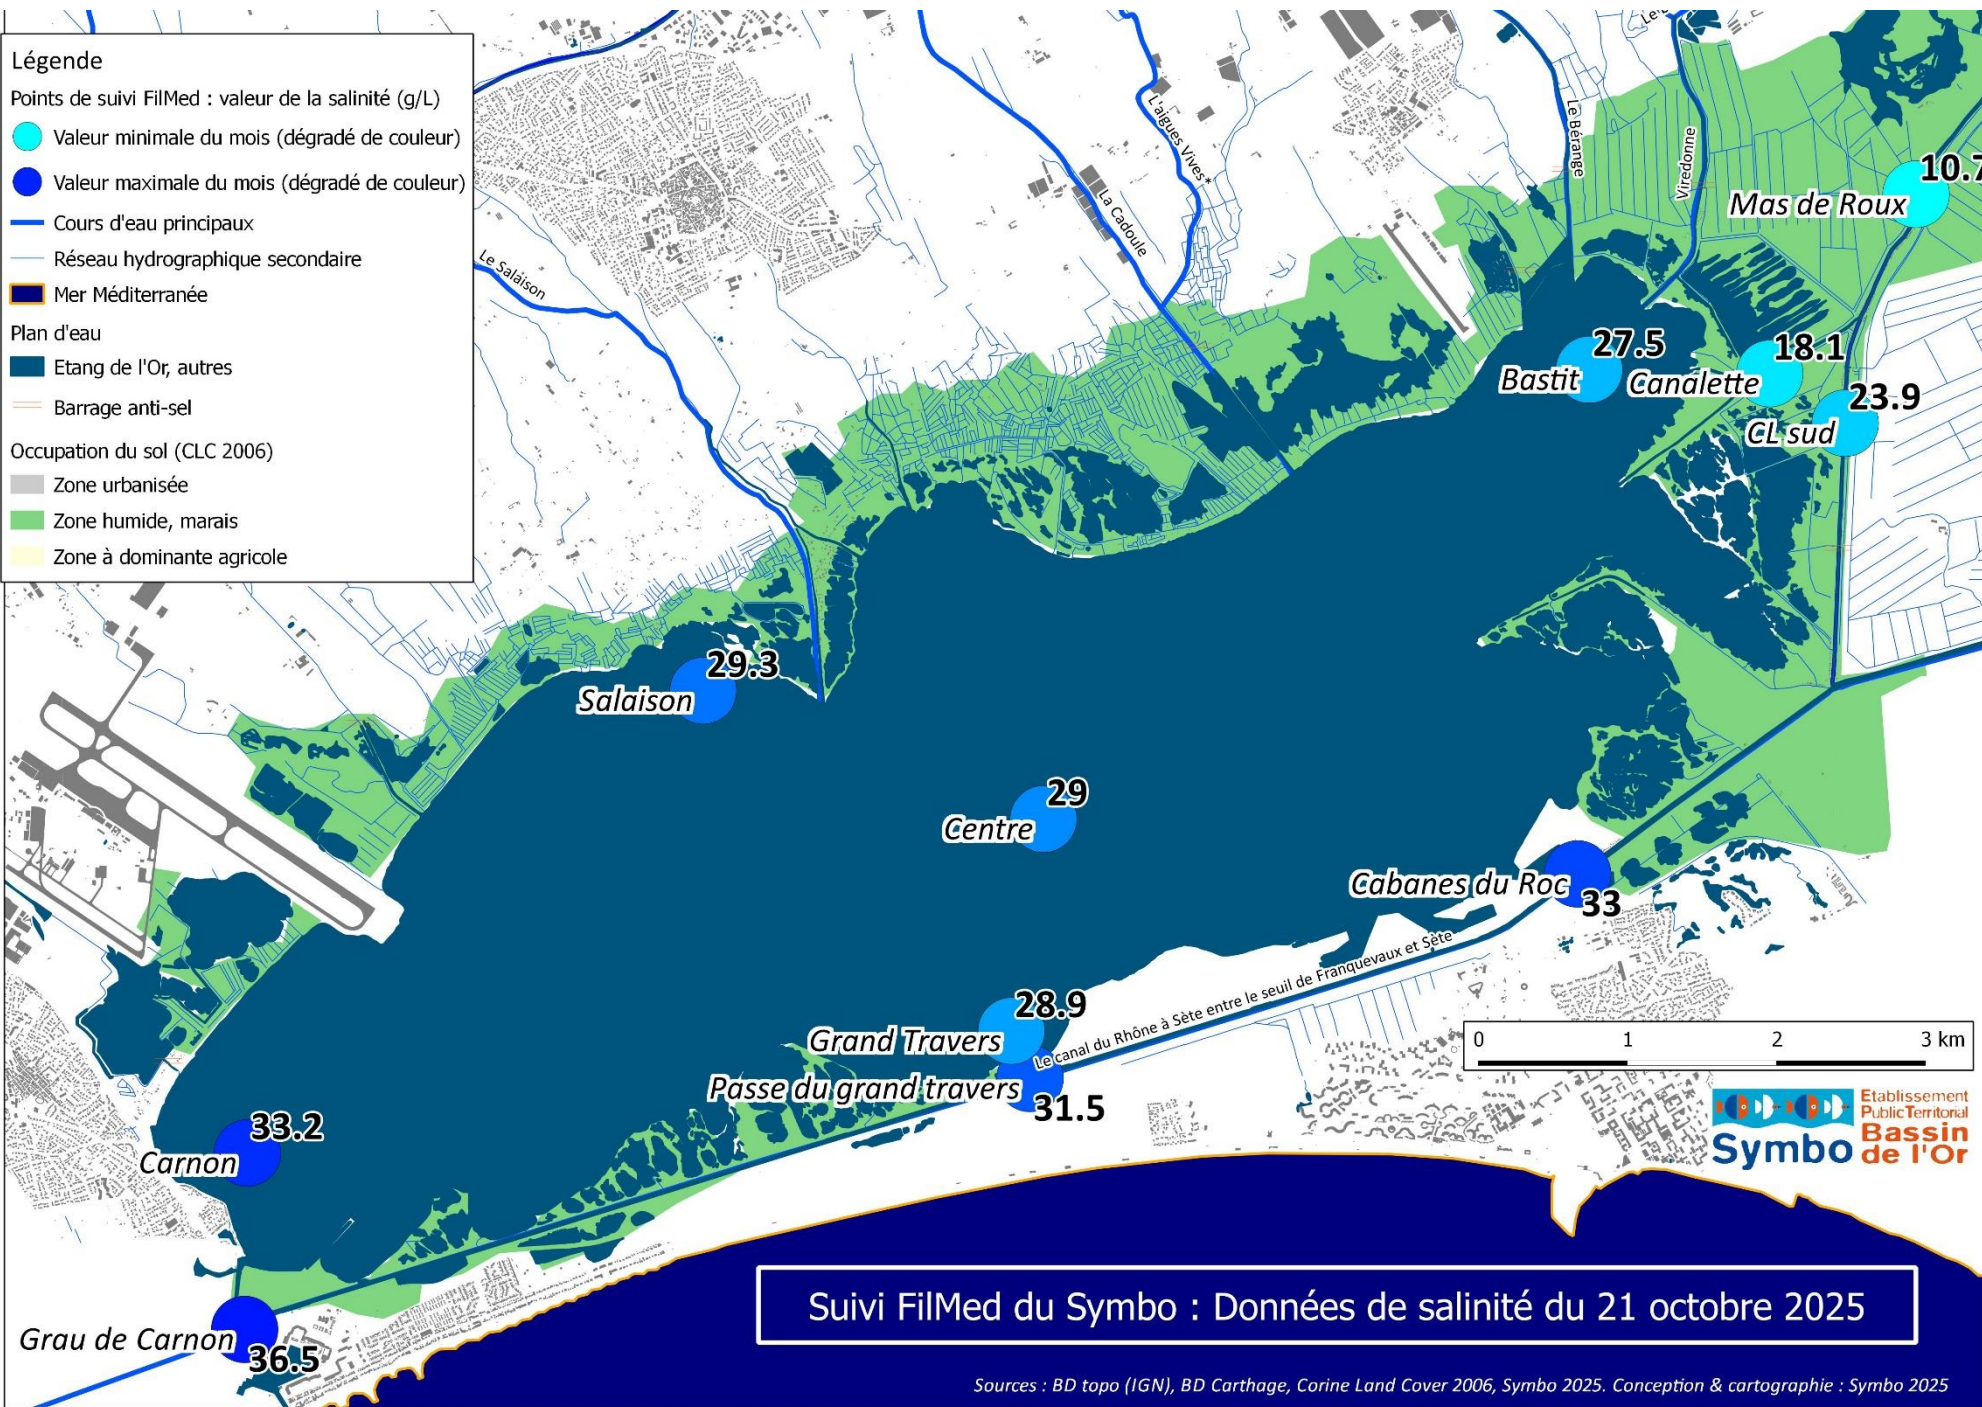 Légende
Points de suivi FilMed : valeur de la salinité (g/L)
Valeur minimale du mois (dégradé de couleur)
Valeur maximale du mois (dégradé de couleur)
Cours d'eau principaux
Réseau hydrographique secondaire
Mer Méditerranée
Plan d'eau
Etang de l'Or, autres
Barrage anti-sel
Occupation du sol (CLC 2006)
Zone urbanisée
Zone humide, marais
Zone à dominante agricole
Le Salaison
La Cadoule
L'aigues Vives*
Le Bérange
Viredonne
10.7
Mas de Roux
27.5
Bastit
18.1
Canalette
23.9
CL sud
29.3
Salaison
29
Centre
Cabanes du Roc
33
28.9
Grand Travers
Le canal du Rhône à Sète entre le seuil de Franquevaux et Sète
Passe du grand travers
31.5
33.2
Carnon
Grau de Carnon
36.5
0 1 2 3 km
Symbo
Etablissement
Public Territorial
Bassin
de l'Or
Suivi FilMed du Symbo : Données de salinité du 21 octobre 2025
Sources : BD topo (IGN), BD Carthage, Corine Land Cover 2006, Symbo 2025. Conception & cartographie : Symbo 2025